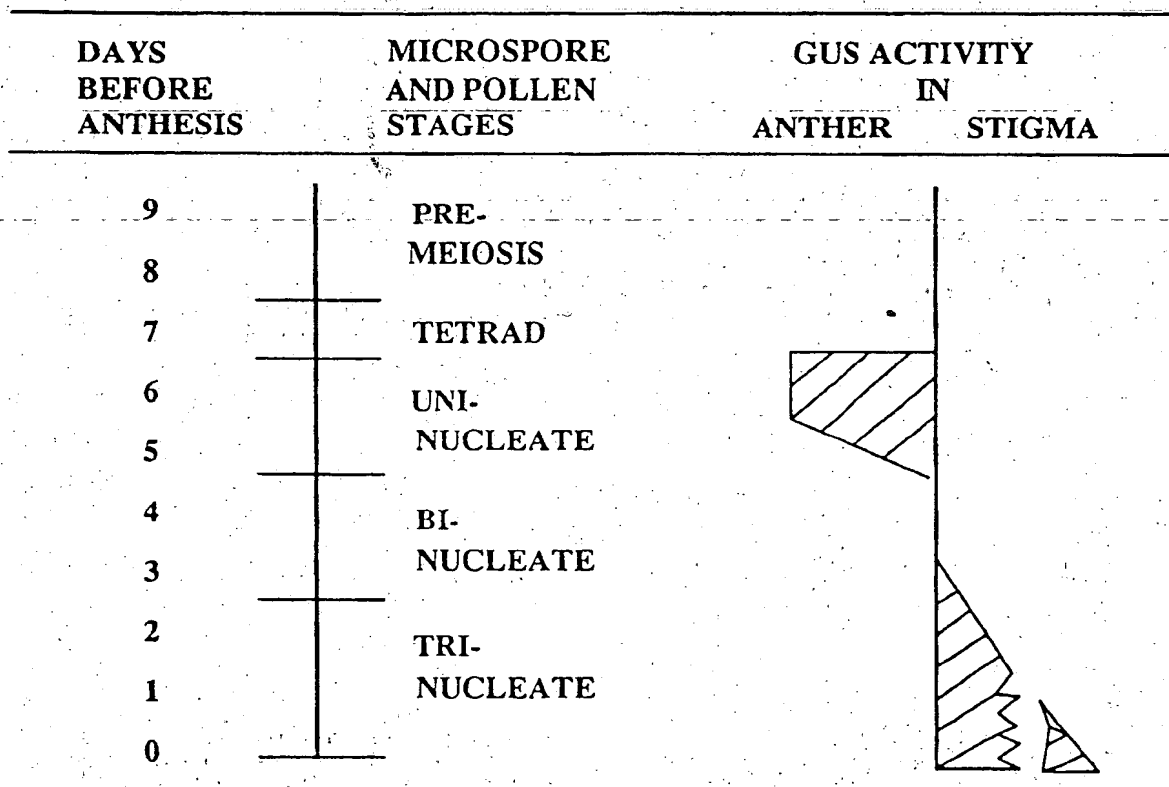 DAYS
BEFORE
ANTHESIS
MICROSPORE
AND POLLEN
STAGES
GUS ACTIVITY
IN
ANTHER STIGMA
9
8
7
6
5
4
3
2
1
0
PRE-
MEIOSIS
TETRAD
UNI-
NUCLEATE
BI-
NUCLEATE
TRI-
NUCLEATE